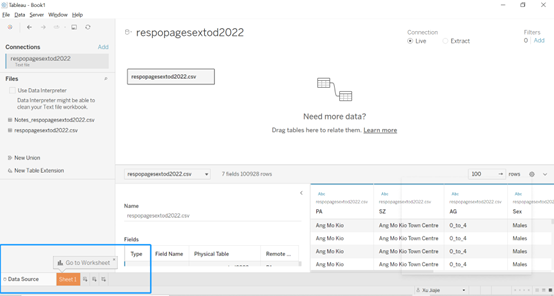 Tableau - Book1
File Data Server Window Help
Connections Add
respopagesextod2022
Text file
Files
Use Data Interpreter
Data Interpreter might be able to
clean your Text file workbook.
Notes_respopagesextod2022.csv
respopagesextod2022.csv
New Union
New Table Extension
respopagesextod2022
Connection
Live Extract
Filters
0 Add
respopagesextod2022.csv
Need more data?
Drag tables here to relate them. Learn more
respopagesextod2022.csv 7 fields 100928 rows 100 rows
Name
respopagesextod2022.csv
Fields
Type Field Name Physical Table Remote ...
Abc Abc Abc Abc
respopagesextod2022.csv respopagesextod2022.csv respopagesextod2022.c... respopagesextod2022.
PA SZ AG Sex
Ang Mo Kio Ang Mo Kio Town Centre 0_to_4 Males
Ang Mo Kio Ang Mo Kio Town Centre 0_to_4 Males
Ang Mo Kio Ang Mo Kio Town Centre 0_to_4 Males
Ang Mo Kio Ang Mo Kio Town Centre 0_to_4 Males
Go to Worksheet
Data Source Sheet 1
Xu Jiajie